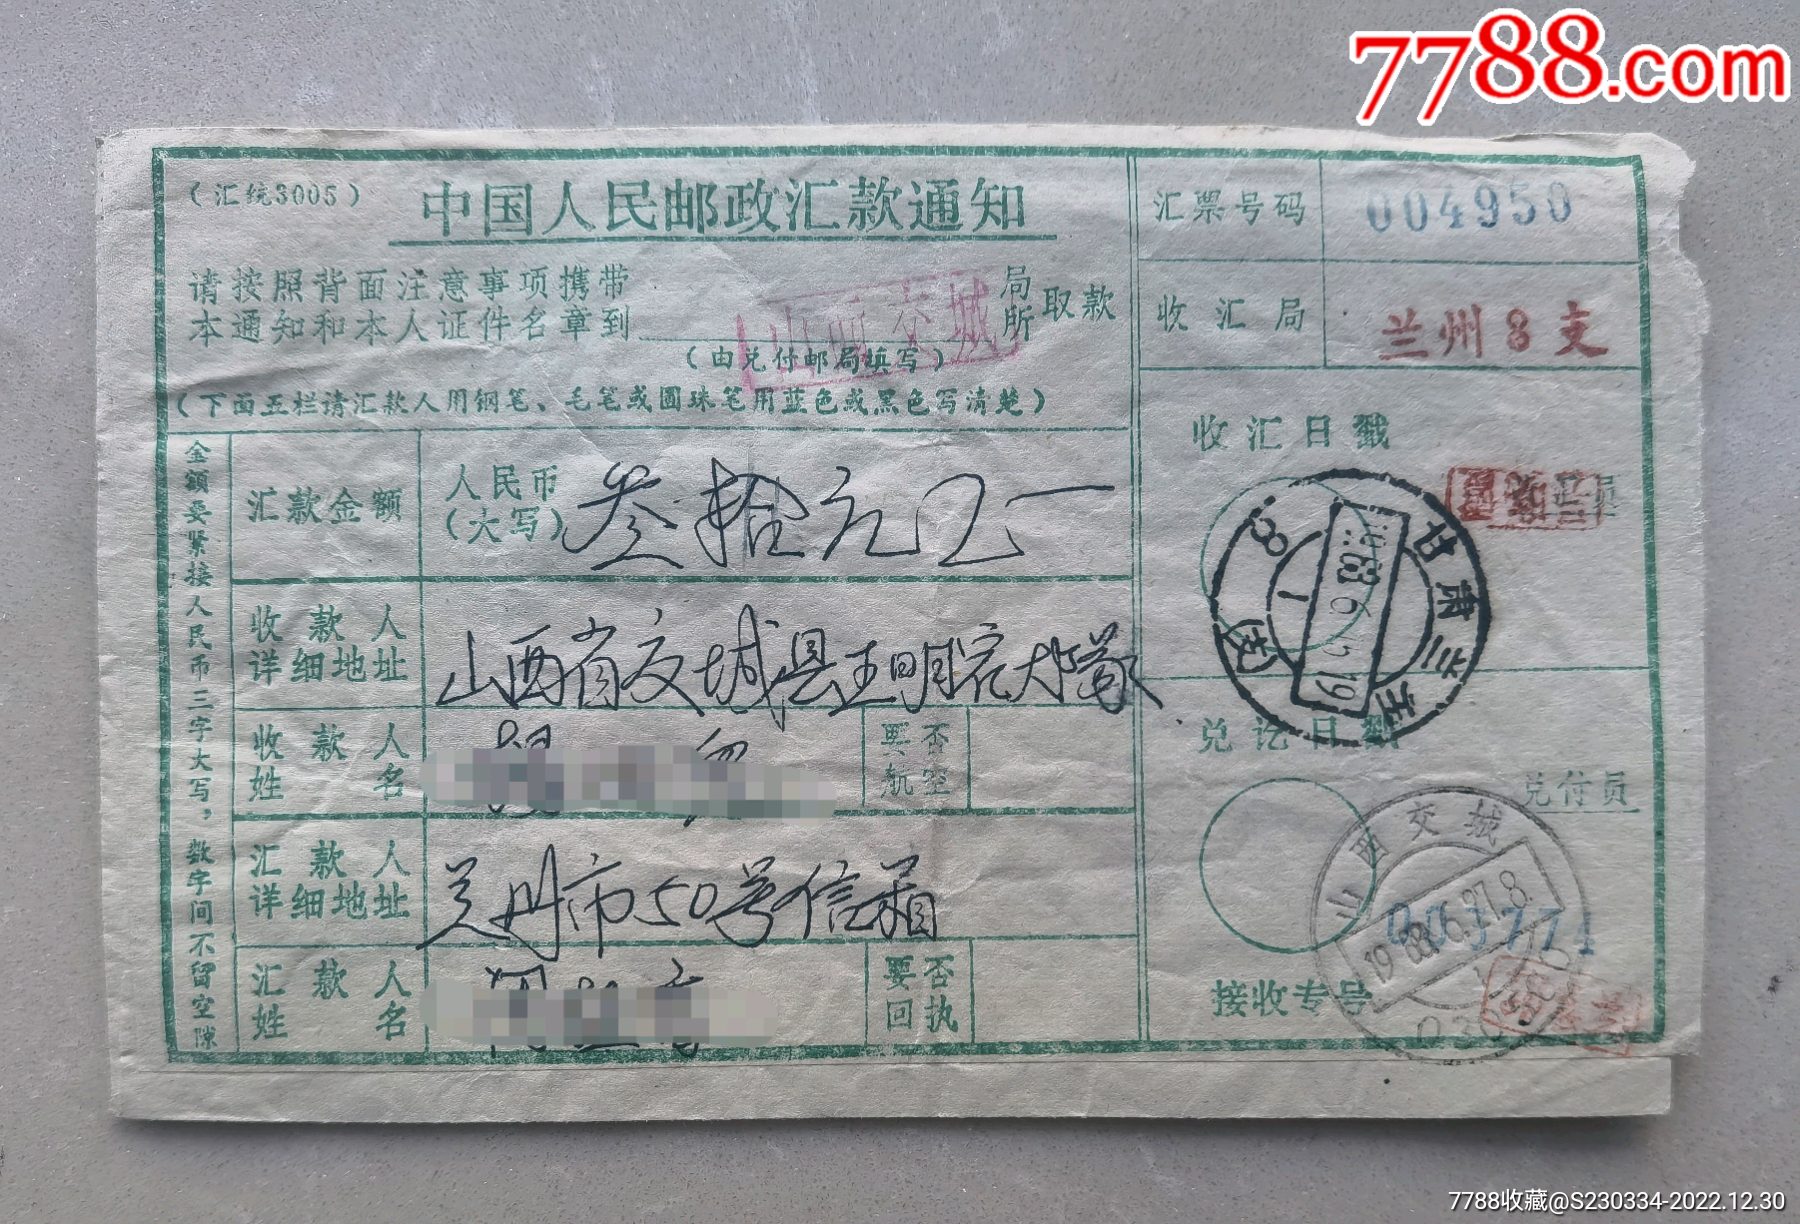 7788.com
(汇统3005)
中国人民邮政汇款通知
请按照背面注意事项携带
本通知和本人证件名章到
山西交城
局
所
取款
(由兑付邮局填写)
(下面五栏请汇款人用钢笔、毛笔或圆珠笔用蓝色或黑色写清楚)
金额要紧接人民币三字大写,数字间不留空隙
汇款金额
人民币
(大写)
叁拾元
收款人
详细地址
山西省交城县
收款人
姓名
要否
航空
汇款人
详细地址
兰州市50号信箱
汇款人
姓名
要否
回执
汇票号码
004950
收汇局
兰州8支
收汇日戳
甘肃兰州
兑讫日戳
兑付员
山西交城
003774
接收专号
7788收藏@S230334-2022.12.30